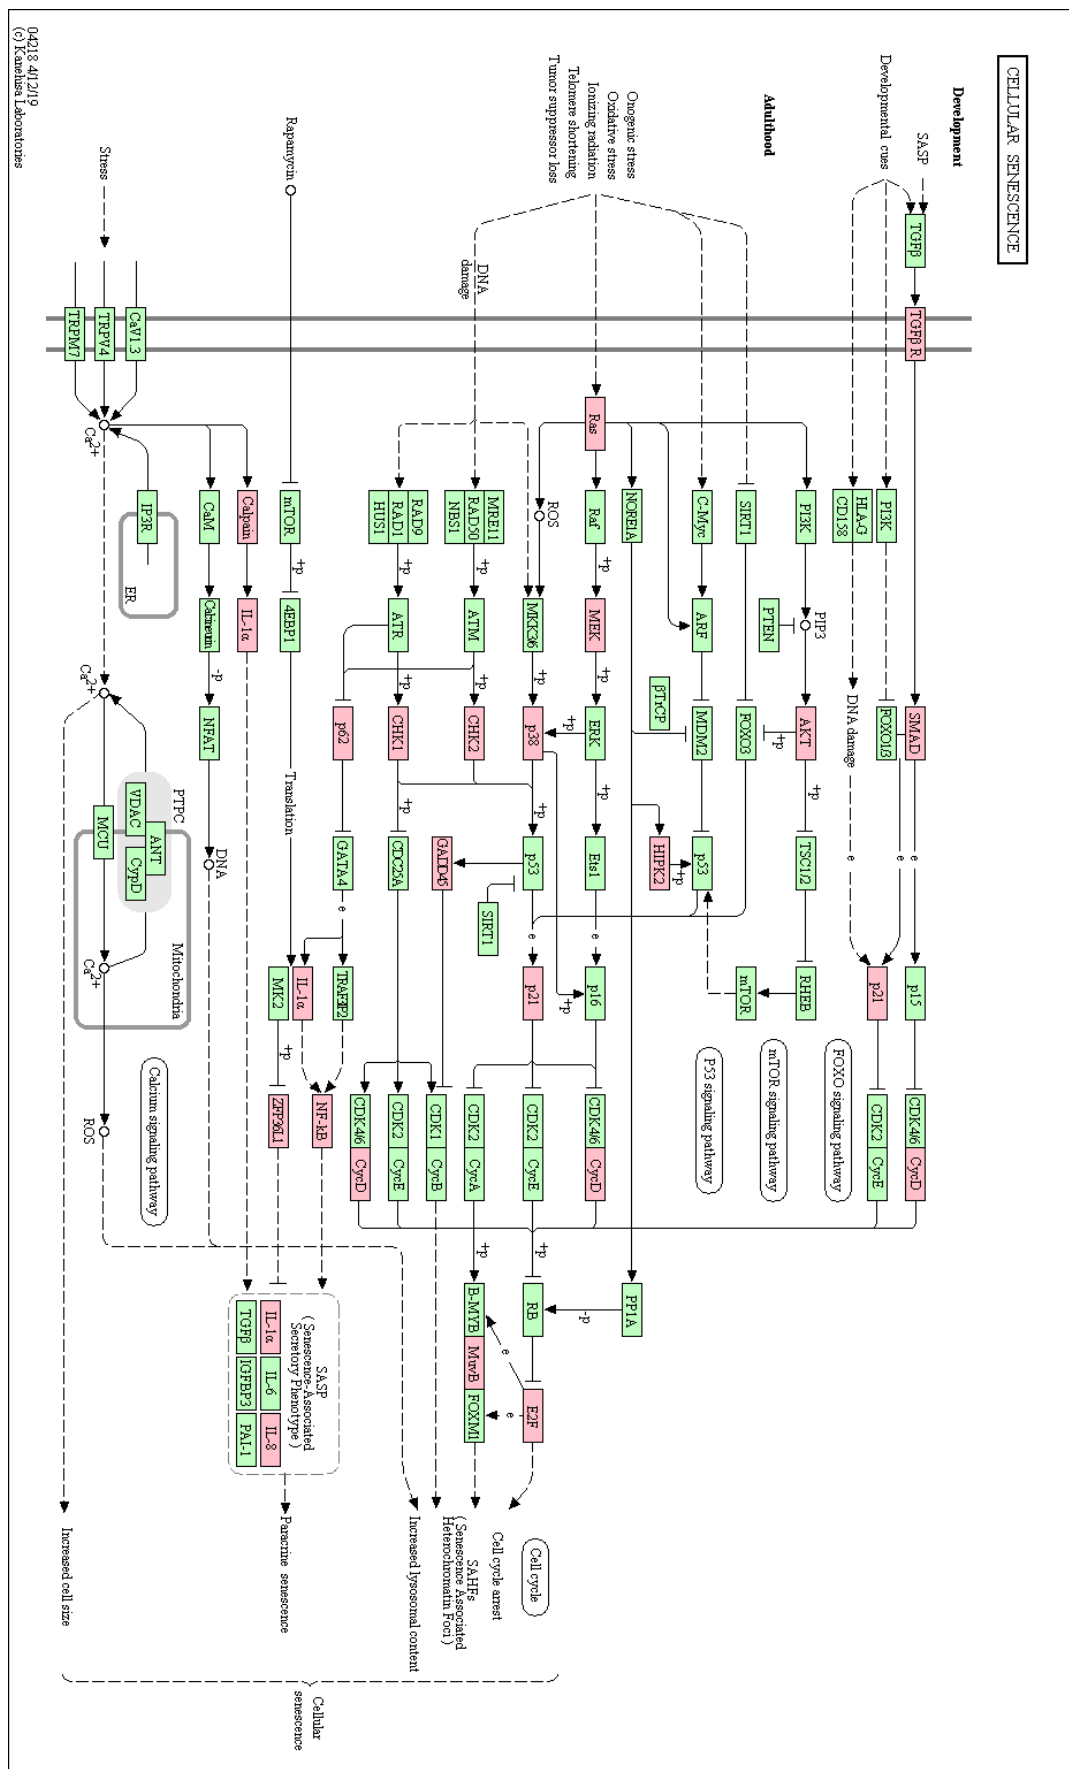 CELLULAR SENESCENCE
Development
SASP
TGFβ
TGFβ R
SMAD
e
p15
CDK4/6
CycD
Developmental cues
PI3K
FOXO1/3
e
p21
CDK2
CycE
HLA-G
CD158
DNA damage
e
FOXO signaling pathway
Adulthood
PI3K
PIP3
PTEN
AKT
+p
+p
TSC1/2
RHEB
mTOR
mTOR signaling pathway
SIRT1
FOXO3
C-Myc
ARF
MDM2
βTrCP
p53
P53 signaling pathway
Onogenic stress
Oxidative stress
Ionizing radiation
Telomere shortening
Tumor suppressor loss
NORE1A
HIPK2
+p
PP1A
-p
Ras
Raf
+p
MEK
+p
ERK
+p
+p
Ets1
e
p16
CDK4/6
CycD
ROS
MKK3/6
+p
p38
+p
p53
SIRT1
e
p21
+p
CDK2
CycE
+p
RB
E2F
e
e
Cell cycle
Cell cycle arrest
DNA
damage
MRE11
RAD50
NBS1
+p
ATM
+p
CHK2
GADD45
CDK2
CycA
+p
B-MYB
MuvB
FOXM1
SAHFs
( Senescence Associated
Heterochromatin Foci )
RAD9
RAD1
HUS1
+p
ATR
+p
CHK1
+p
CDC25A
CDK1
CycB
CDK2
CycE
CDK4/6
CycD
Increased lysosomal content
p62
GATA4
e
TRAF3IP2
IL-1α
NF-kB
Rapamycin
mTOR
+p
4EBP1
Translation
MK2
+p
ZFP36L1
SASP
( Senescence-Associated
Secretory Phenotype )
IL-1α
IL-6
IL-8
TGFβ
IGFBP3
PAI-1
Paracrine senescence
Calpain
IL-1α
CaM
Calcineurin
-p
NFAT
DNA
Stress
CaV1.3
TRPV4
TRPM7
Ca2+
IP3R
ER
Ca2+
PTPC
VDAC
ANT
CypD
MCU
Mitochondria
Ca2+
ROS
Calcium signaling pathway
Increased cell size
Cellular
senescence
04218 4/12/19
(c) Kanehisa Laboratories